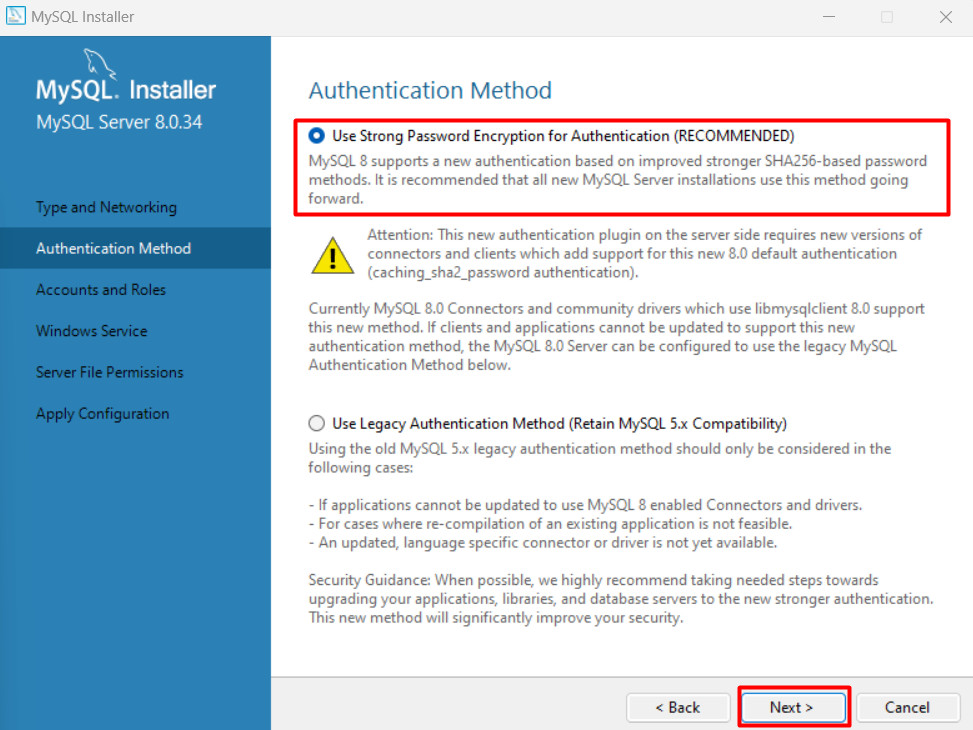 MySQL Installer
MySQL. Installer
MySQL Server 8.0.34
Type and Networking
Authentication Method
Accounts and Roles
Windows Service
Server File Permissions
Apply Configuration
Authentication Method
Use Strong Password Encryption for Authentication (RECOMMENDED)
MySQL 8 supports a new authentication based on improved stronger SHA256-based password
methods. It is recommended that all new MySQL Server installations use this method going
forward.
Attention: This new authentication plugin on the server side requires new versions of
connectors and clients which add support for this new 8.0 default authentication
(caching_sha2_password authentication).
Currently MySQL 8.0 Connectors and community drivers which use libmysqlclient 8.0 support
this new method. If clients and applications cannot be updated to support this new
authentication method, the MySQL 8.0 Server can be configured to use the legacy MySQL
Authentication Method below.
Use Legacy Authentication Method (Retain MySQL 5.x Compatibility)
Using the old MySQL 5.x legacy authentication method should only be considered in the
following cases:
- If applications cannot be updated to use MySQL 8 enabled Connectors and drivers.
- For cases where re-compilation of an existing application is not feasible.
- An updated, language specific connector or driver is not yet available.
Security Guidance: When possible, we highly recommend taking needed steps towards
upgrading your applications, libraries, and database servers to the new stronger authentication.
This new method will significantly improve your security.
< Back
Next >
Cancel